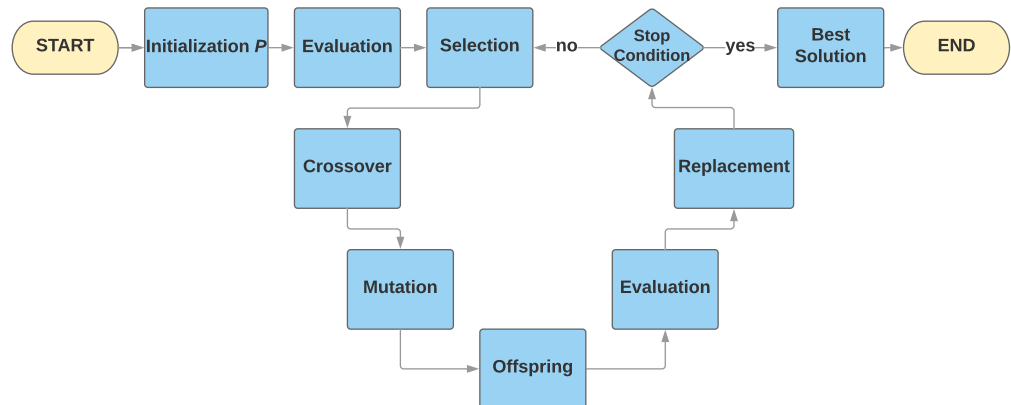 START
Initialization P
Evaluation
Selection
no
Stop
Condition
yes
Best
Solution
END
Crossover
Replacement
Mutation
Evaluation
Offspring